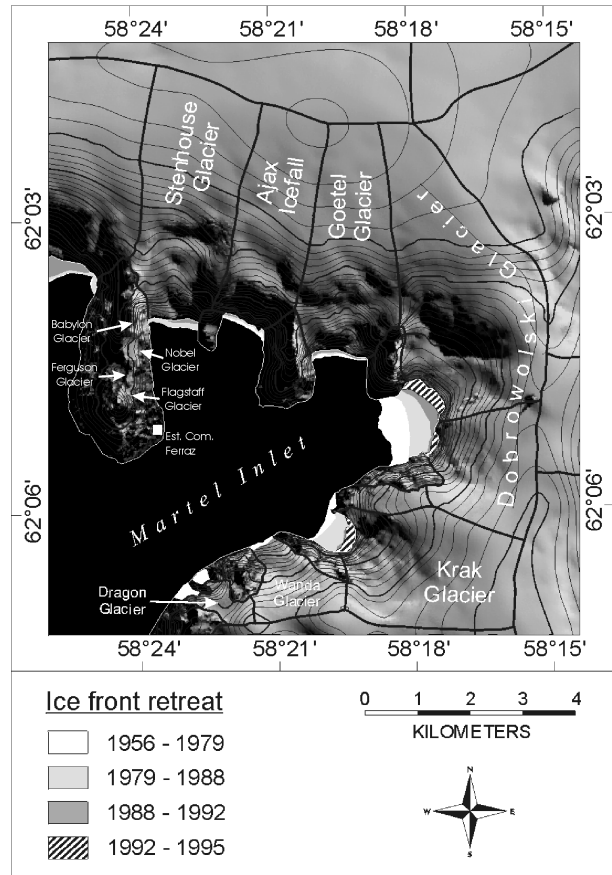 58°24'
58°21'
58°18'
58°15'
62°03'
62°03'
Stenhouse
Glacier
Ajax
Icefall
Goetel
Glacier
Dobrowolski Glacier
Babylon
Glacier
Nobel
Glacier
Ferguson
Glacier
Flagstaff
Glacier
Est. Com.
Ferraz
Martel Inlet
62°06'
62°06'
Dragon
Glacier
Wanda
Glacier
Krak
Glacier
58°24'
58°21'
58°18'
58°15'
Ice front retreat
1956 - 1979
1979 - 1988
1988 - 1992
1992 - 1995
0 1 2 3 4
KILOMETERS
N
W E
S